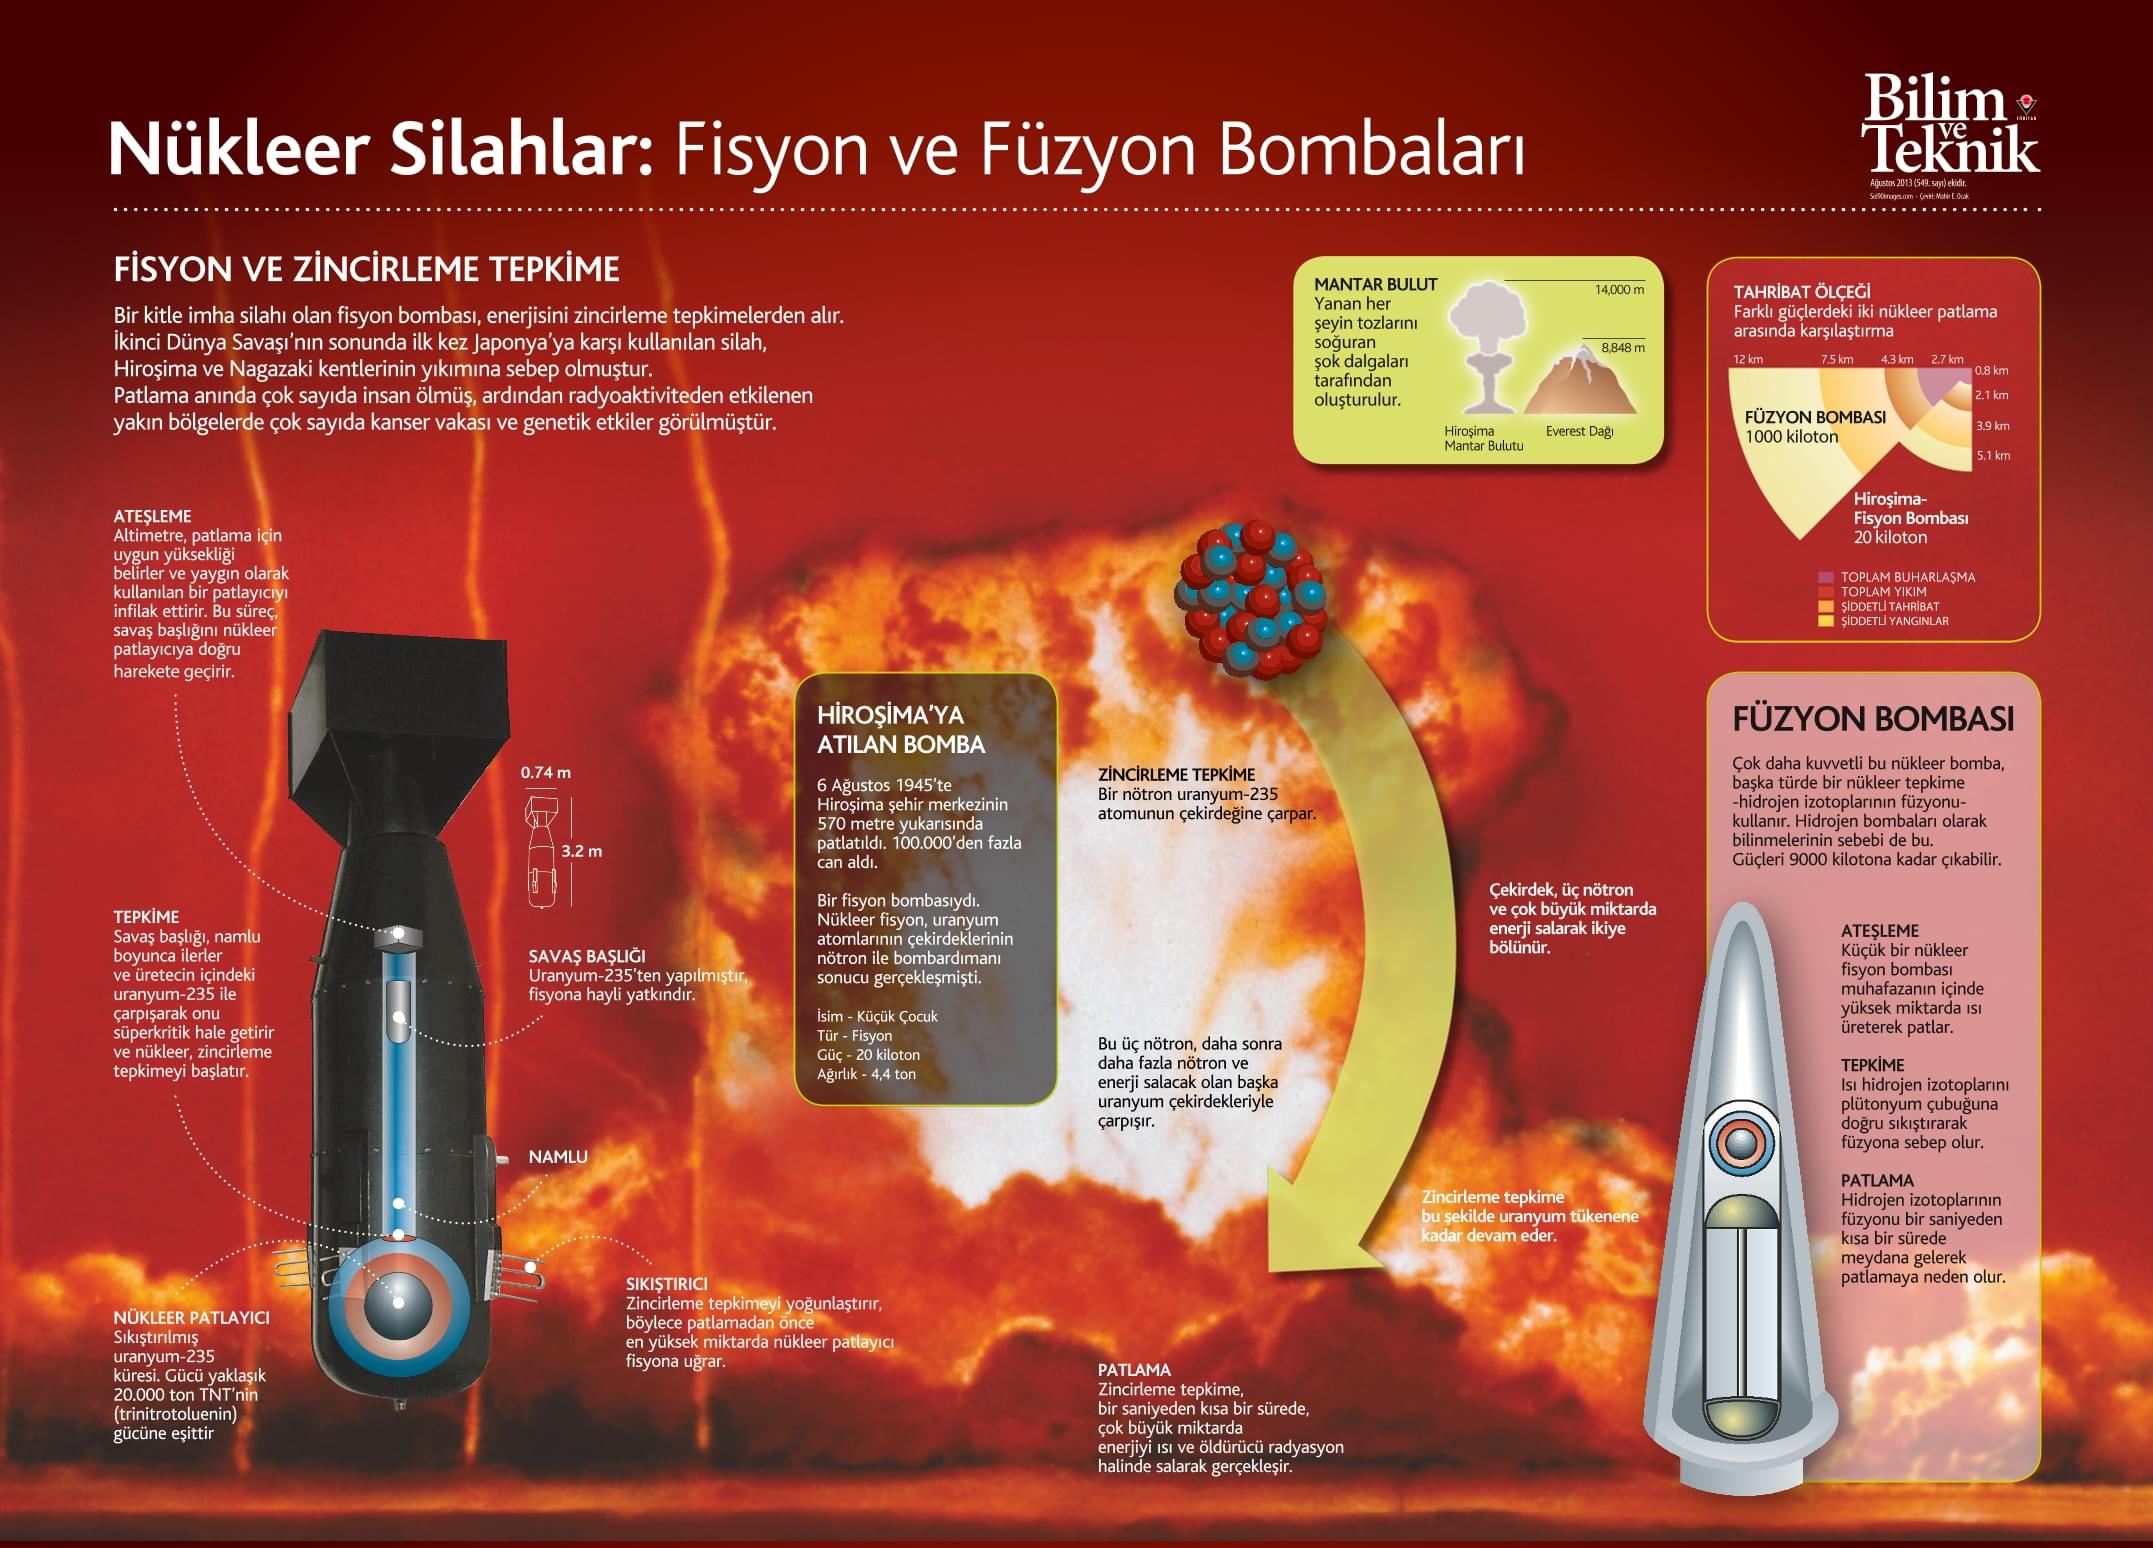 Nükleer Silahlar: Fisyon ve Füzyon Bombaları
Bilim
ve
Teknik
TÜBİTAK
Ağustos 2013 (549. sayı) ekidir.
Sol90images.com - Çeviri: Mahir E. Ocak
FİSYON VE ZİNCİRLEME TEPKİME
Bir kitle imha silahı olan fisyon bombası, enerjisini zincirleme tepkimelerden alır.
İkinci Dünya Savaşı'nın sonunda ilk kez Japonya'ya karşı kullanılan silah,
Hiroşima ve Nagazaki kentlerinin yıkımına sebep olmuştur.
Patlama anında çok sayıda insan ölmüş, ardından radyoaktiviteden etkilenen
yakın bölgelerde çok sayıda kanser vakası ve genetik etkiler görülmüştür.
MANTAR BULUT
Yanan her
şeyin tozlarını
soğuran
şok dalgaları
tarafından
oluşturulur.
14,000 m
8,848 m
Hiroşima
Mantar Bulutu
Everest Dağı
TAHRİBAT ÖLÇEĞİ
Farklı güçlerdeki iki nükleer patlama
arasında karşılaştırma
12 km 7.5 km 4.3 km 2.7 km
0.8 km
2.1 km
3.9 km
5.1 km
FÜZYON BOMBASI
1000 kiloton
Hiroşima-
Fisyon Bombası
20 kiloton
TOPLAM BUHARLAŞMA
TOPLAM YIKIM
ŞİDDETLİ TAHRİBAT
ŞİDDETLİ YANGINLAR
ATEŞLEME
Altimetre, patlama için
uygun yüksekliği
belirler ve yaygın olarak
kullanılan bir patlayıcıyı
infilak ettirir. Bu süreç,
savaş başlığını nükleer
patlayıcıya doğru
harekete geçirir.
0.74 m
3.2 m
TEPKİME
Savaş başlığı, namlu
boyunca ilerler
ve üretecin içindeki
uranyum-235 ile
çarpışarak onu
süperkritik hale getirir
ve nükleer, zincirleme
tepkimeyi başlatır.
SAVAŞ BAŞLIĞI
Uranyum-235'ten yapılmıştır,
fisyona hayli yatkındır.
NAMLU
NÜKLEER PATLAYICI
Sıkıştırılmış
uranyum-235
küresi. Gücü yaklaşık
20.000 ton TNT'nin
(trinitrotoluenin)
gücüne eşittir
SIKIŞTIRICI
Zincirleme tepkimeyi yoğunlaştırır,
böylece patlamadan önce
en yüksek miktarda nükleer patlayıcı
fisyona uğrar.
HİROŞİMA'YA
ATILAN BOMBA
6 Ağustos 1945'te
Hiroşima şehir merkezinin
570 metre yukarısında
patlatıldı. 100.000'den fazla
can aldı.
Bir fisyon bombasıydı.
Nükleer fisyon, uranyum
atomlarının çekirdeklerinin
nötron ile bombardımanı
sonucu gerçekleşmişti.
İsim - Küçük Çocuk
Tür - Fisyon
Güç - 20 kiloton
Ağırlık - 4,4 ton
ZİNCİRLEME TEPKİME
Bir nötron uranyum-235
atomunun çekirdeğine çarpar.
Çekirdek, üç nötron
ve çok büyük miktarda
enerji salarak ikiye
bölünür.
Bu üç nötron, daha sonra
daha fazla nötron ve
enerji salacak olan başka
uranyum çekirdekleriyle
çarpışır.
Zincirleme tepkime
bu şekilde uranyum tükenene
kadar devam eder.
PATLAMA
Zincirleme tepkime,
bir saniyeden kısa bir sürede,
çok büyük miktarda
enerjiyi ısı ve öldürücü radyasyon
halinde salarak gerçekleşir.
FÜZYON BOMBASI
Çok daha kuvvetli bu nükleer bomba,
başka türde bir nükleer tepkime
-hidrojen izotoplarının füzyonu-
kullanır. Hidrojen bombaları olarak
bilinmelerinin sebebi de bu.
Güçleri 9000 kilotona kadar çıkabilir.
ATEŞLEME
Küçük bir nükleer
fisyon bombası
muhafazanın içinde
yüksek miktarda ısı
üreterek patlar.
TEPKİME
Isı hidrojen izotoplarını
plütonyum çubuğuna
doğru sıkıştırarak
füzyona sebep olur.
PATLAMA
Hidrojen izotoplarının
füzyonu bir saniyeden
kısa bir sürede
meydana gelerek
patlamaya neden olur.